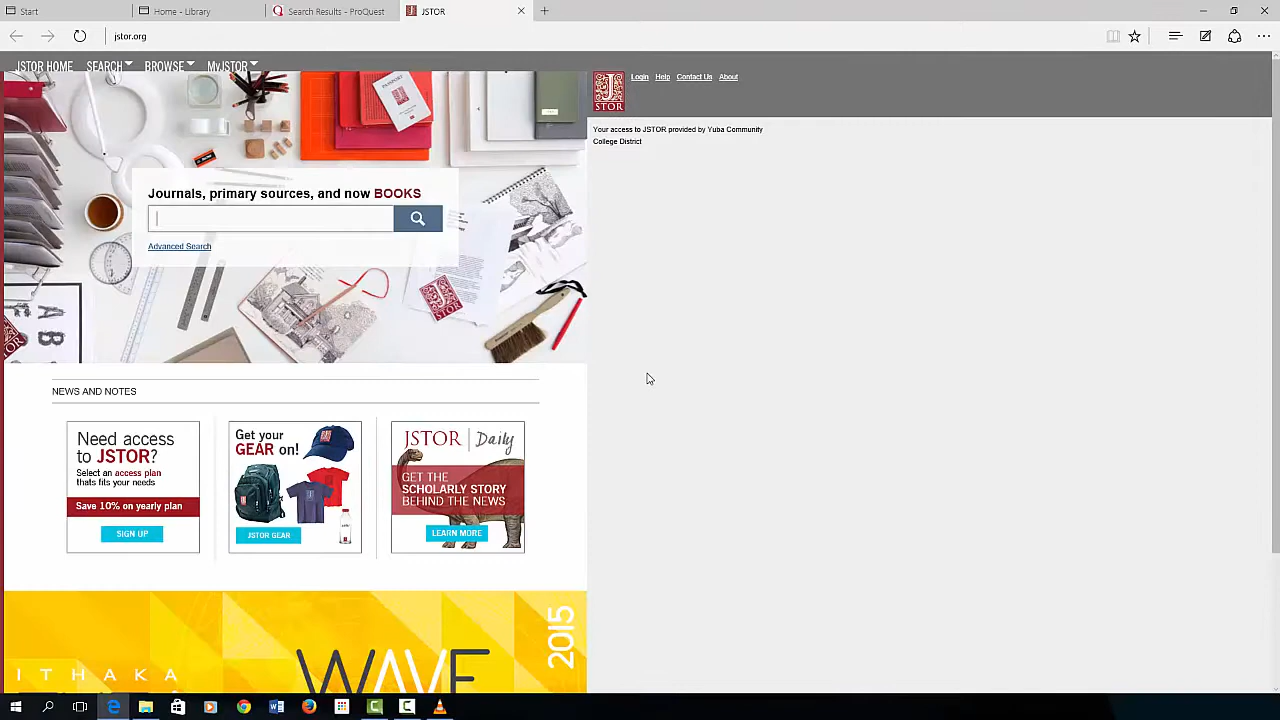 Start
Home - Library
Search Results - ProQuest
JSTOR
jstor.org
JSTOR HOME
SEARCH
BROWSE
MyJSTOR
JSTOR
Login
Help
Contact Us
About
Your access to JSTOR provided by Yuba Community
College District
PASSPORT
Journals, primary sources, and now BOOKS
Advanced Search
JSTOR
A
B
NEWS AND NOTES
Need access
to JSTOR?
Select an access plan
thats fits your needs
Save 10% on yearly plan
SIGN UP
Get your
GEAR on!
JSTOR GEAR
JSTOR Daily
GET THE
SCHOLARLY STORY
BEHIND THE NEWS
LEARN MORE
ITHAKA
WAVE
2015